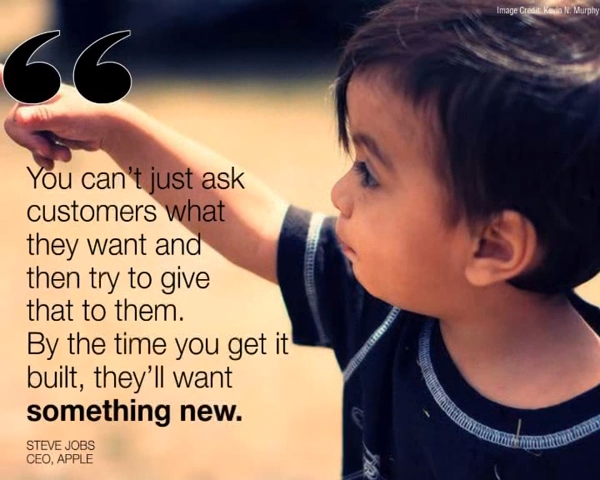 Image Credit: Kevin N. Murphy
“
You can’t just ask
customers what
they want and
then try to give
that to them.
By the time you get it
built, they’ll want
something new.
STEVE JOBS
CEO, APPLE